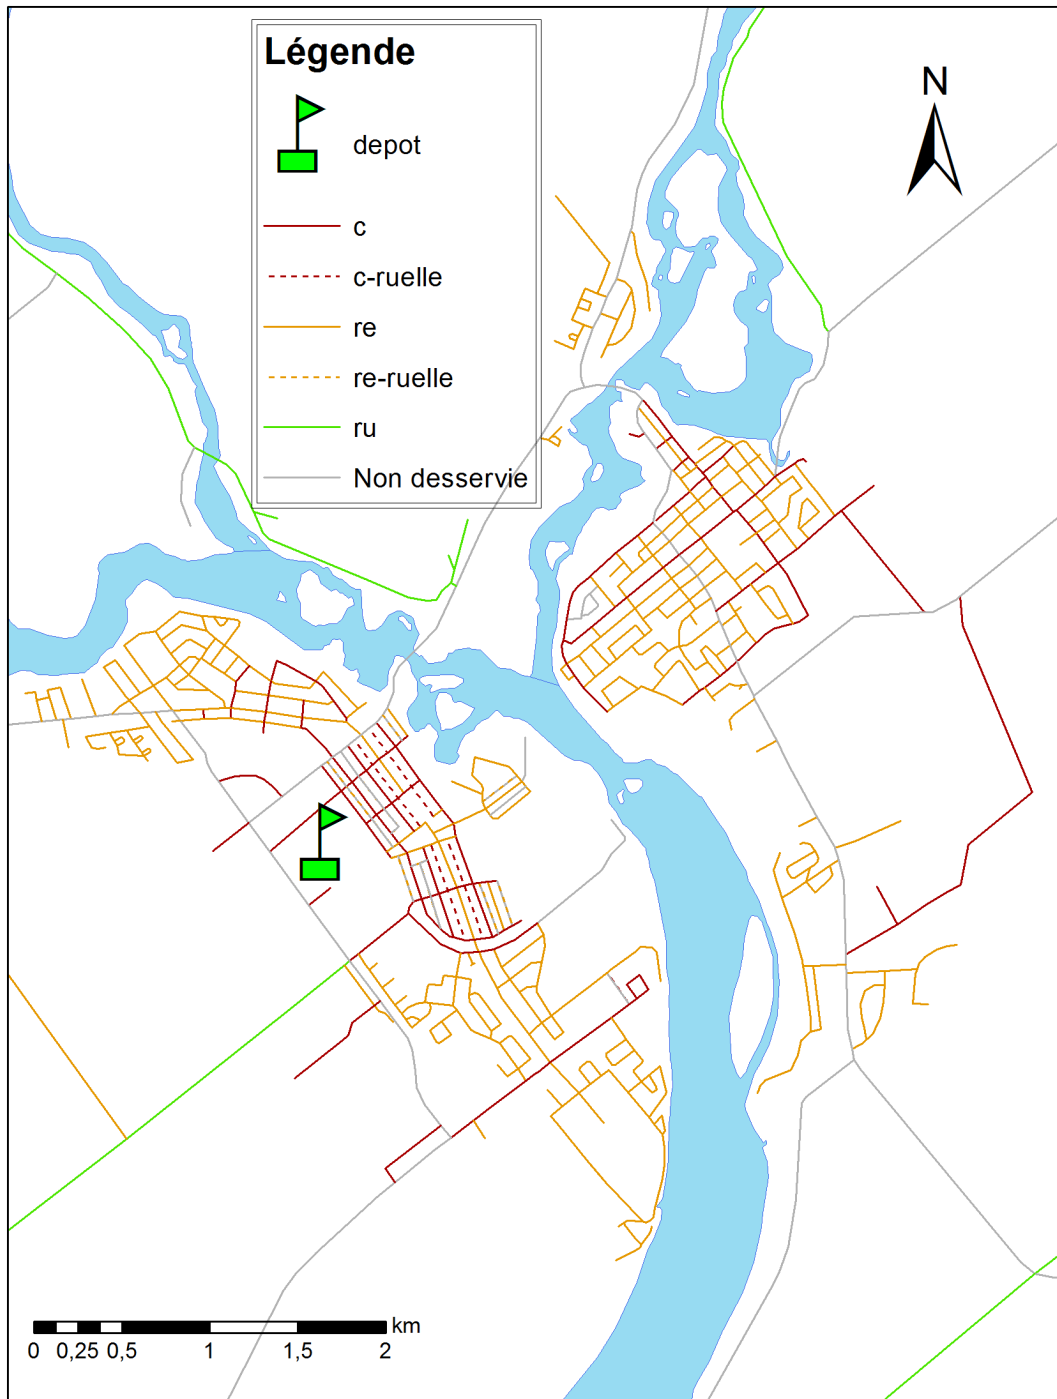 Légende
depot
c
c-ruelle
re
re-ruelle
ru
Non desservie
N
km
0 0,25 0,5 1 1,5 2